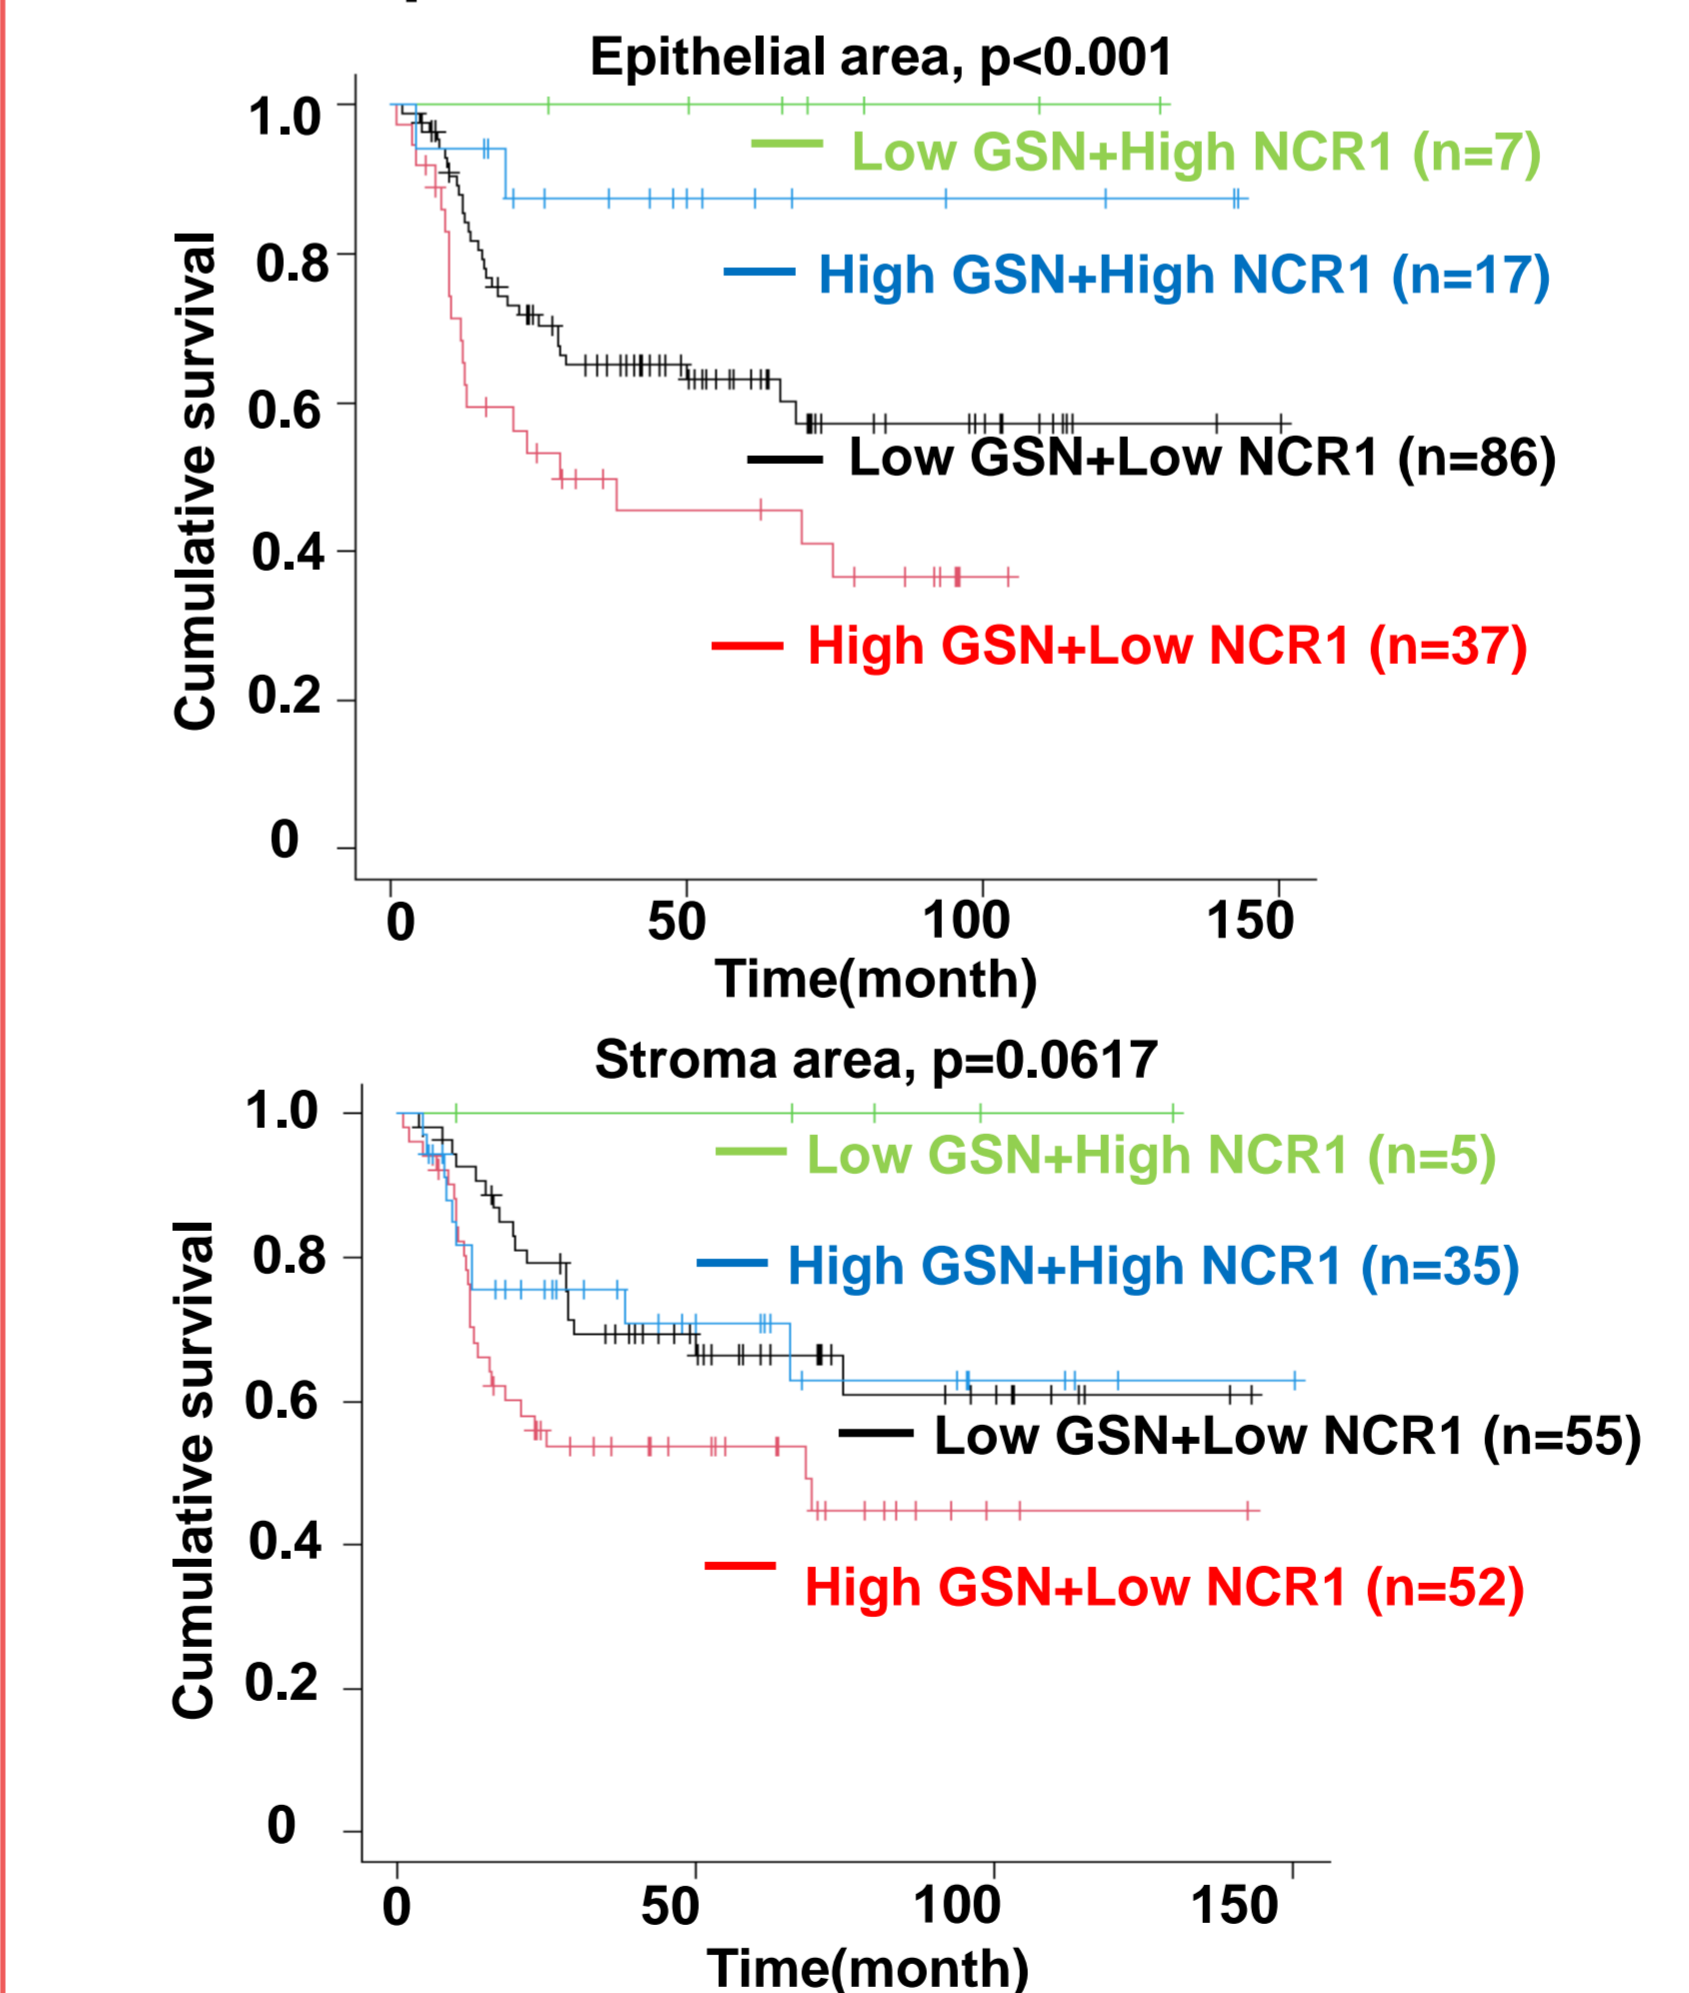 Epithelial area, p<0.001
1.0
Low GSN+High NCR1 (n=7)
0.8
High GSN+High NCR1 (n=17)
0.6
Low GSN+Low NCR1 (n=86)
0.4
High GSN+Low NCR1 (n=37)
0.2
0
Cumulative survival
0 50 100 150
Time(month)
Stroma area, p=0.0617
1.0
Low GSN+High NCR1 (n=5)
0.8
High GSN+High NCR1 (n=35)
0.6
Low GSN+Low NCR1 (n=55)
0.4
High GSN+Low NCR1 (n=52)
0.2
0
Cumulative survival
0 50 100 150
Time(month)